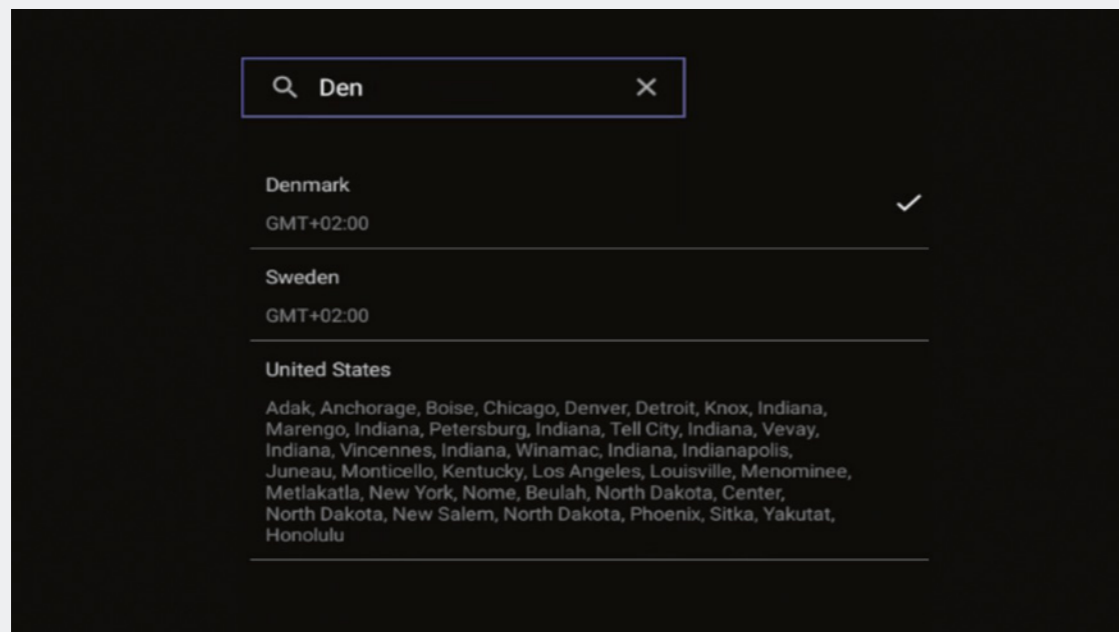 Den
Denmark
GMT+02:00
Sweden
GMT+02:00
United States
Adak, Anchorage, Boise, Chicago, Denver, Detroit, Knox, Indiana,
Marengo, Indiana, Petersburg, Indiana, Tell City, Indiana, Vevay,
Indiana, Vincennes, Indiana, Winamac, Indiana, Indianapolis,
Juneau, Monticello, Kentucky, Los Angeles, Louisville, Menominee,
Metlakatla, New York, Nome, Beulah, North Dakota, Center,
North Dakota, New Salem, North Dakota, Phoenix, Sitka, Yakutat,
Honolulu